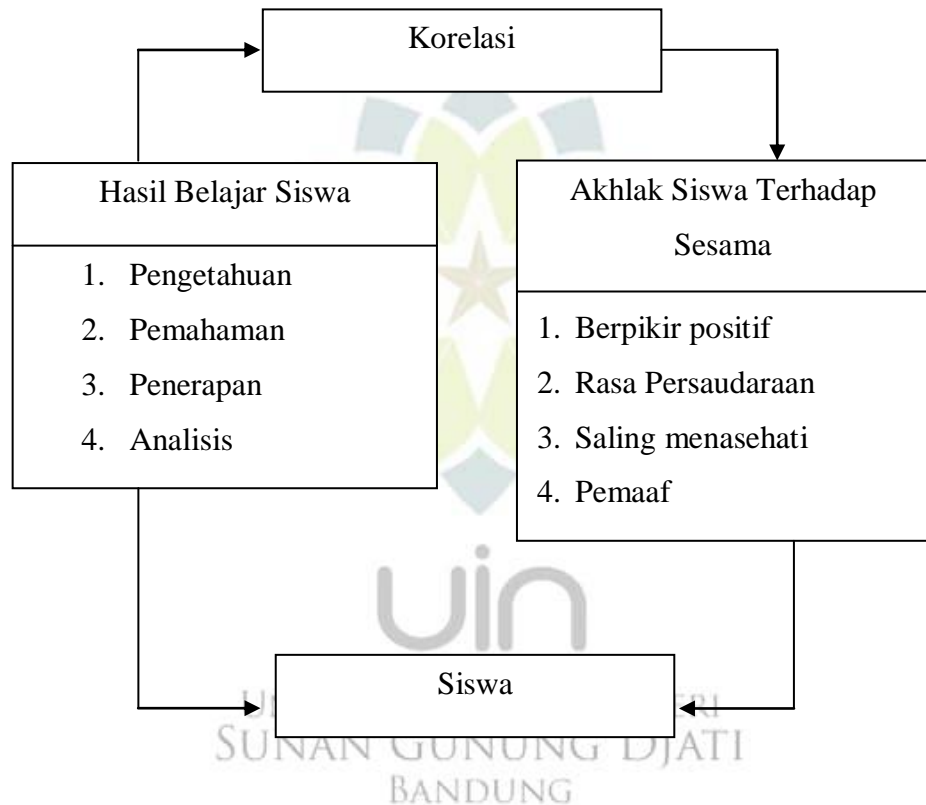 Korelasi
Hasil Belajar Siswa
1. Pengetahuan
2. Pemahaman
3. Penerapan
4. Analisis
Akhlak Siswa Terhadap
Sesama
1. Berpikir positif
2. Rasa Persaudaraan
3. Saling menasehati
4. Pemaaf
uin
Siswa
SUNAN GUNUNG DJATI
BANDUNG